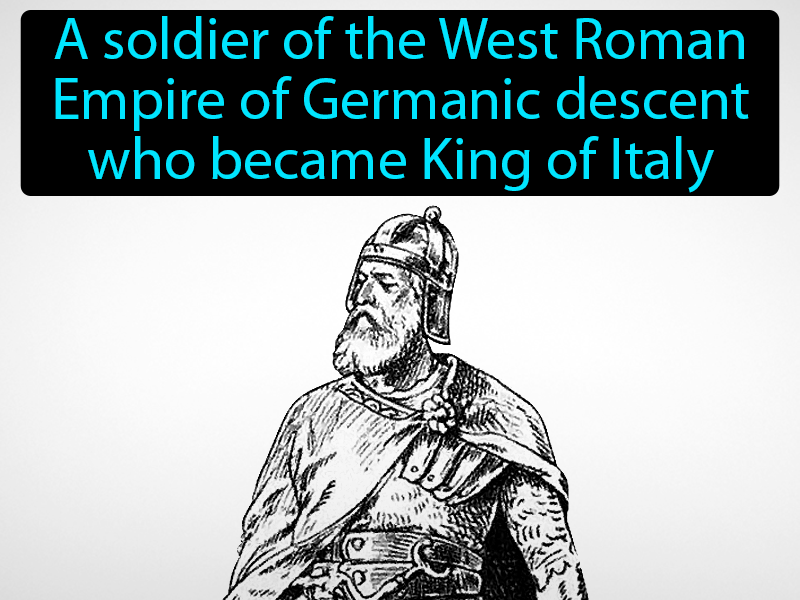 A soldier of the West Roman
Empire of Germanic descent
who became King of Italy